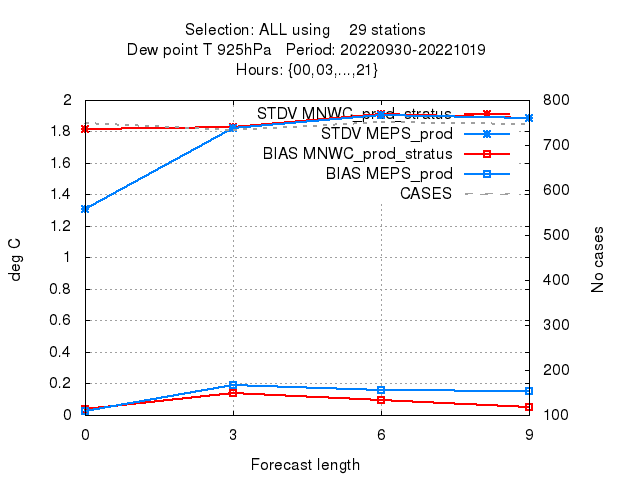 Selection: ALL using    29 stations
Dew point T 925hPa   Period: 20220930-20221019
Hours: {00,03,...,21}
2
1.8
1.6
1.4
1.2
1
0.8
0.6
0.4
0.2
0
800
700
600
500
400
300
200
100
0
3
6
9
deg C
No cases
STDV MNWC_prod_stratus
STDV MEPS_prod
BIAS MNWC_prod_stratus
BIAS MEPS_prod
CASES
Forecast length